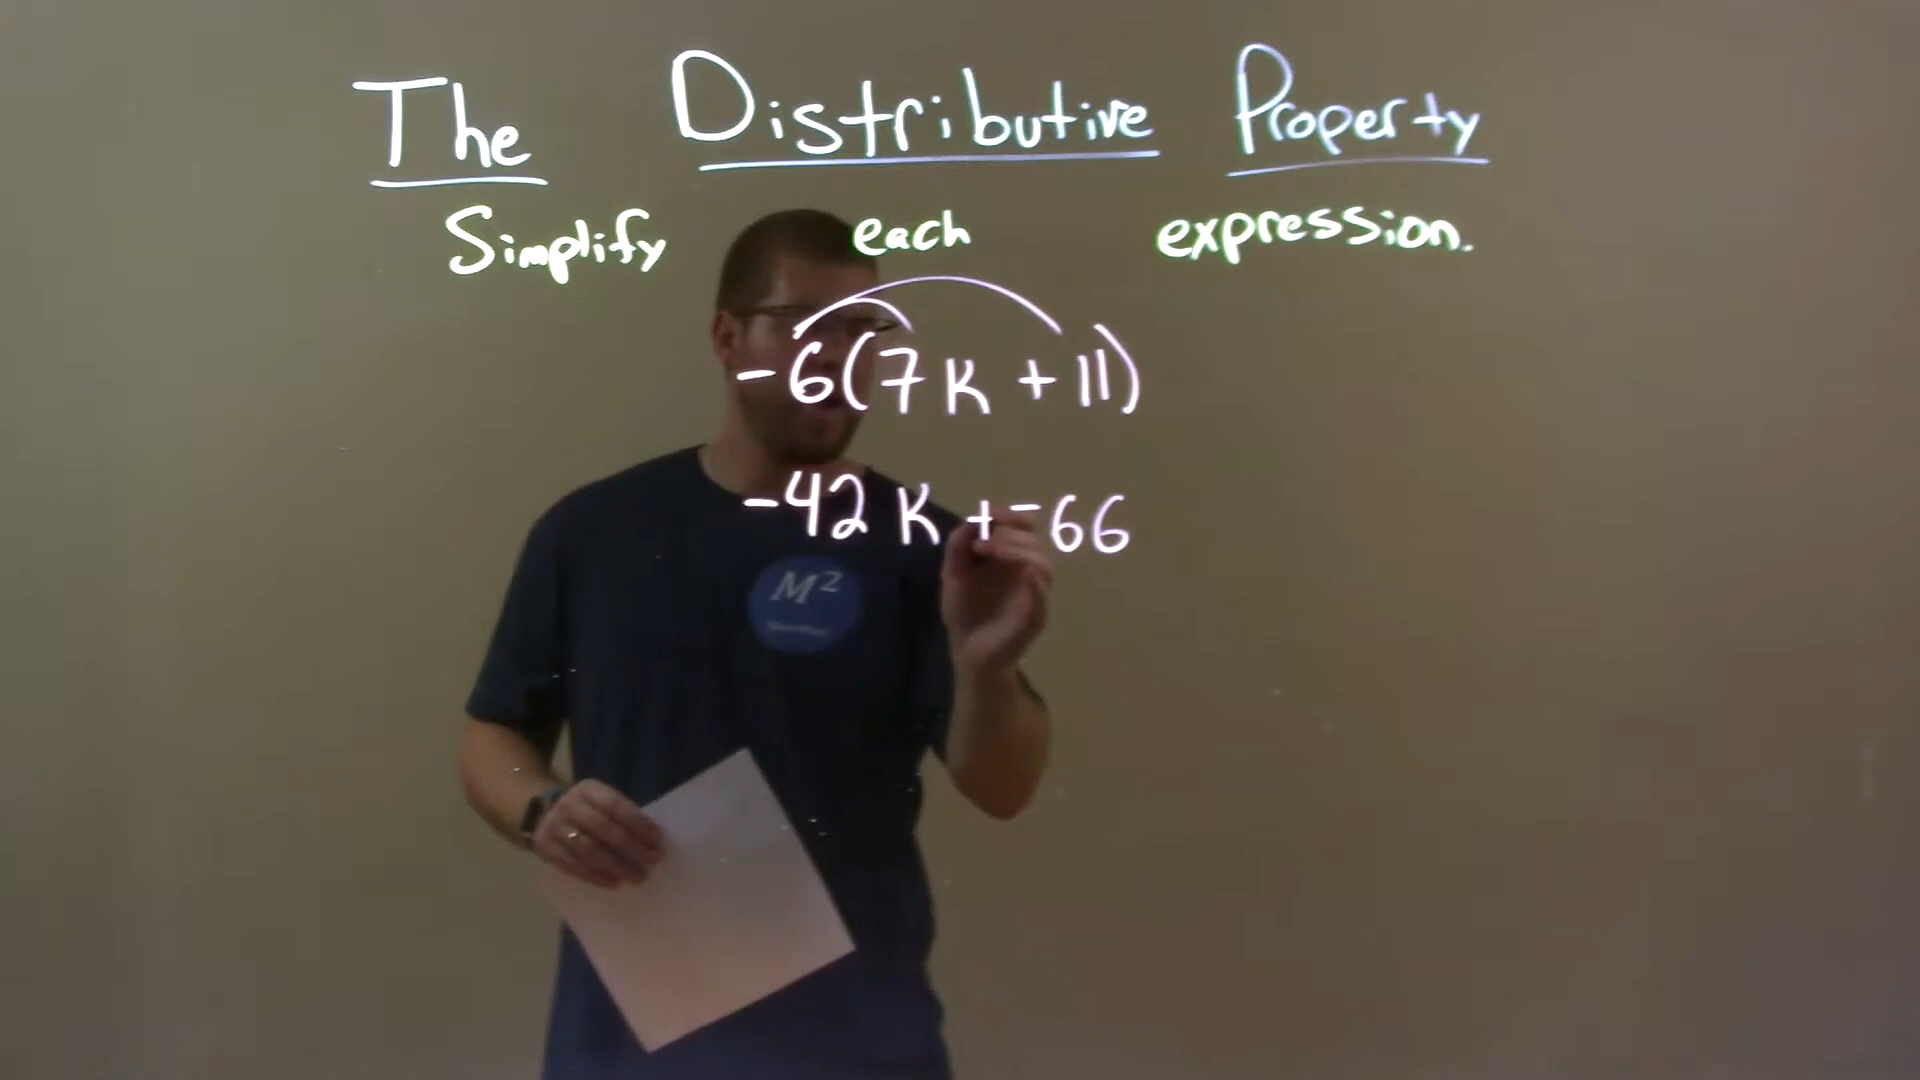 The Distributive Property
Simplify each expression.
-6(7K+11)
-42K+-66
M²